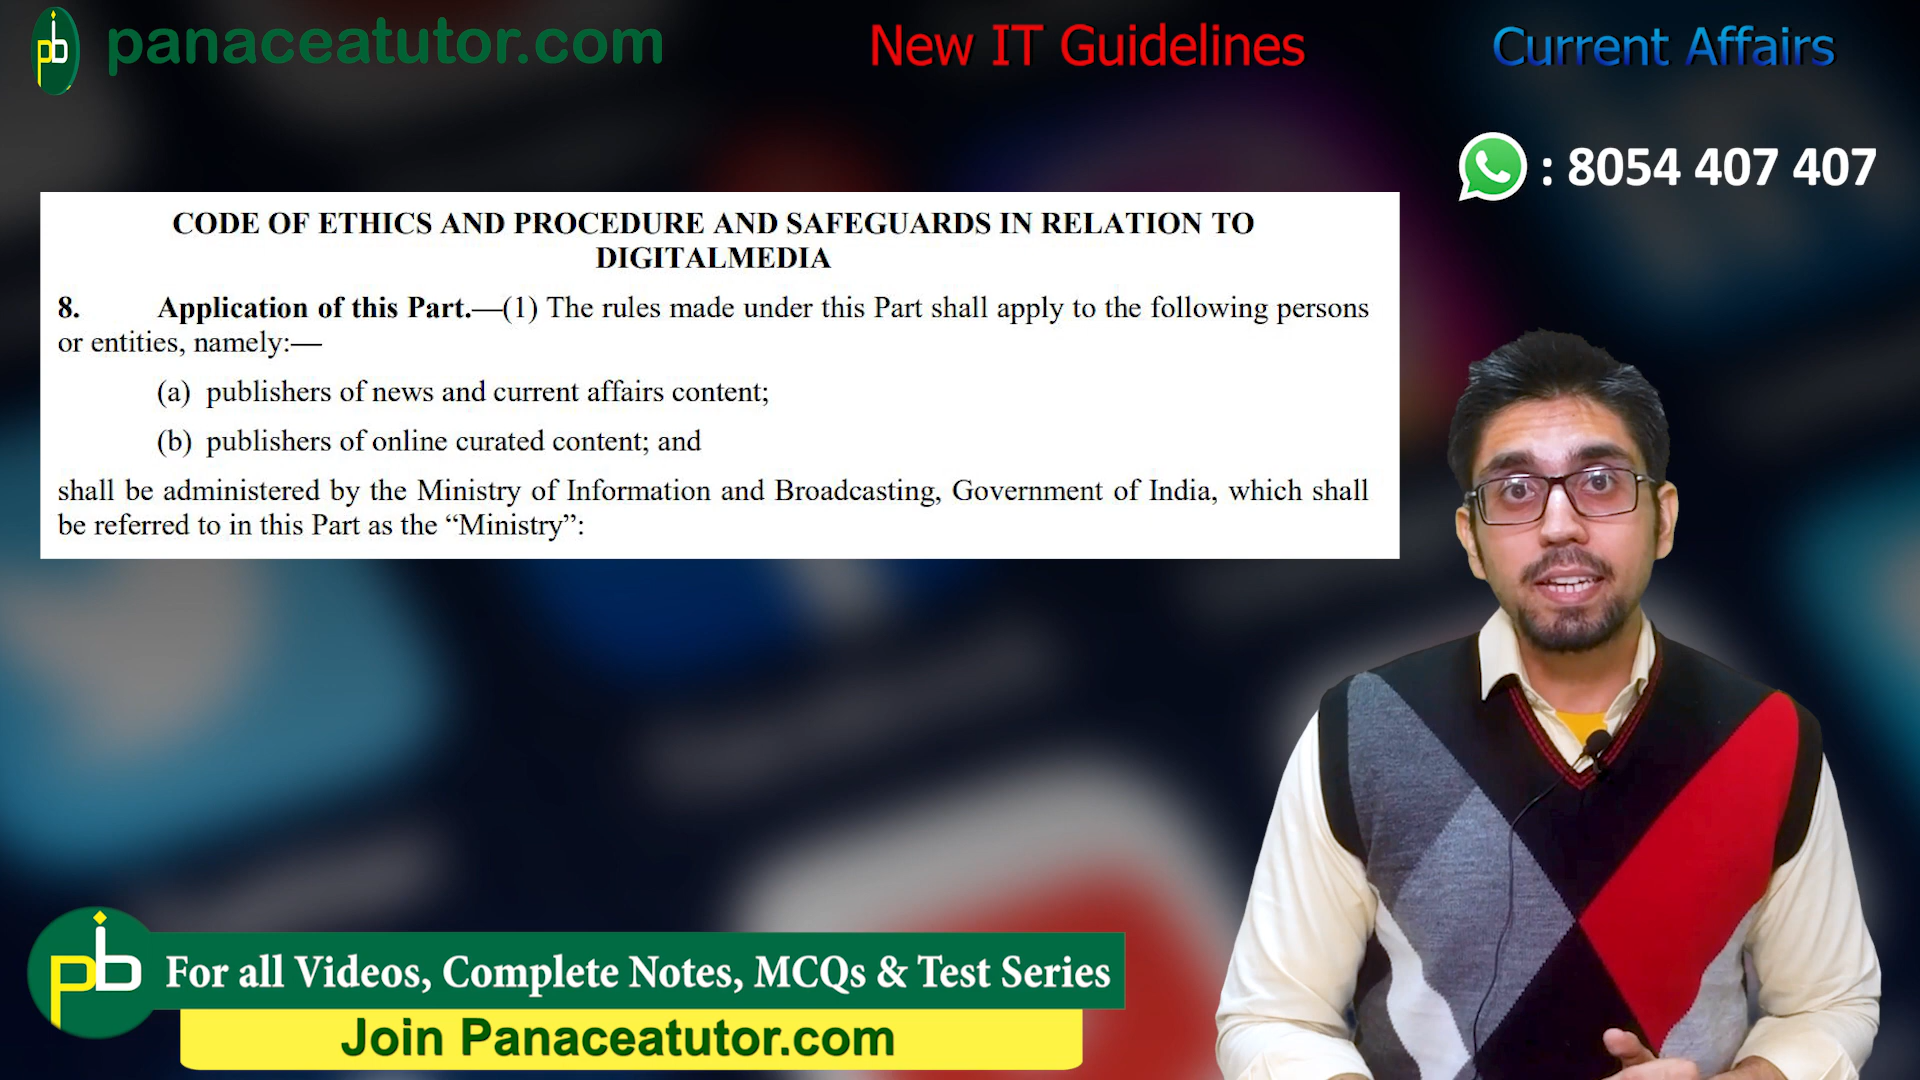 pb panaceatutor.com
New IT Guidelines
Current Affairs
: 8054 407 407
CODE OF ETHICS AND PROCEDURE AND SAFEGUARDS IN RELATION TO
DIGITALMEDIA
8. Application of this Part.—(1) The rules made under this Part shall apply to the following persons
or entities, namely:—
(a) publishers of news and current affairs content;
(b) publishers of online curated content; and
shall be administered by the Ministry of Information and Broadcasting, Government of India, which shall
be referred to in this Part as the “Ministry”:
pb For all Videos, Complete Notes, MCQs & Test Series
Join Panaceatutor.com